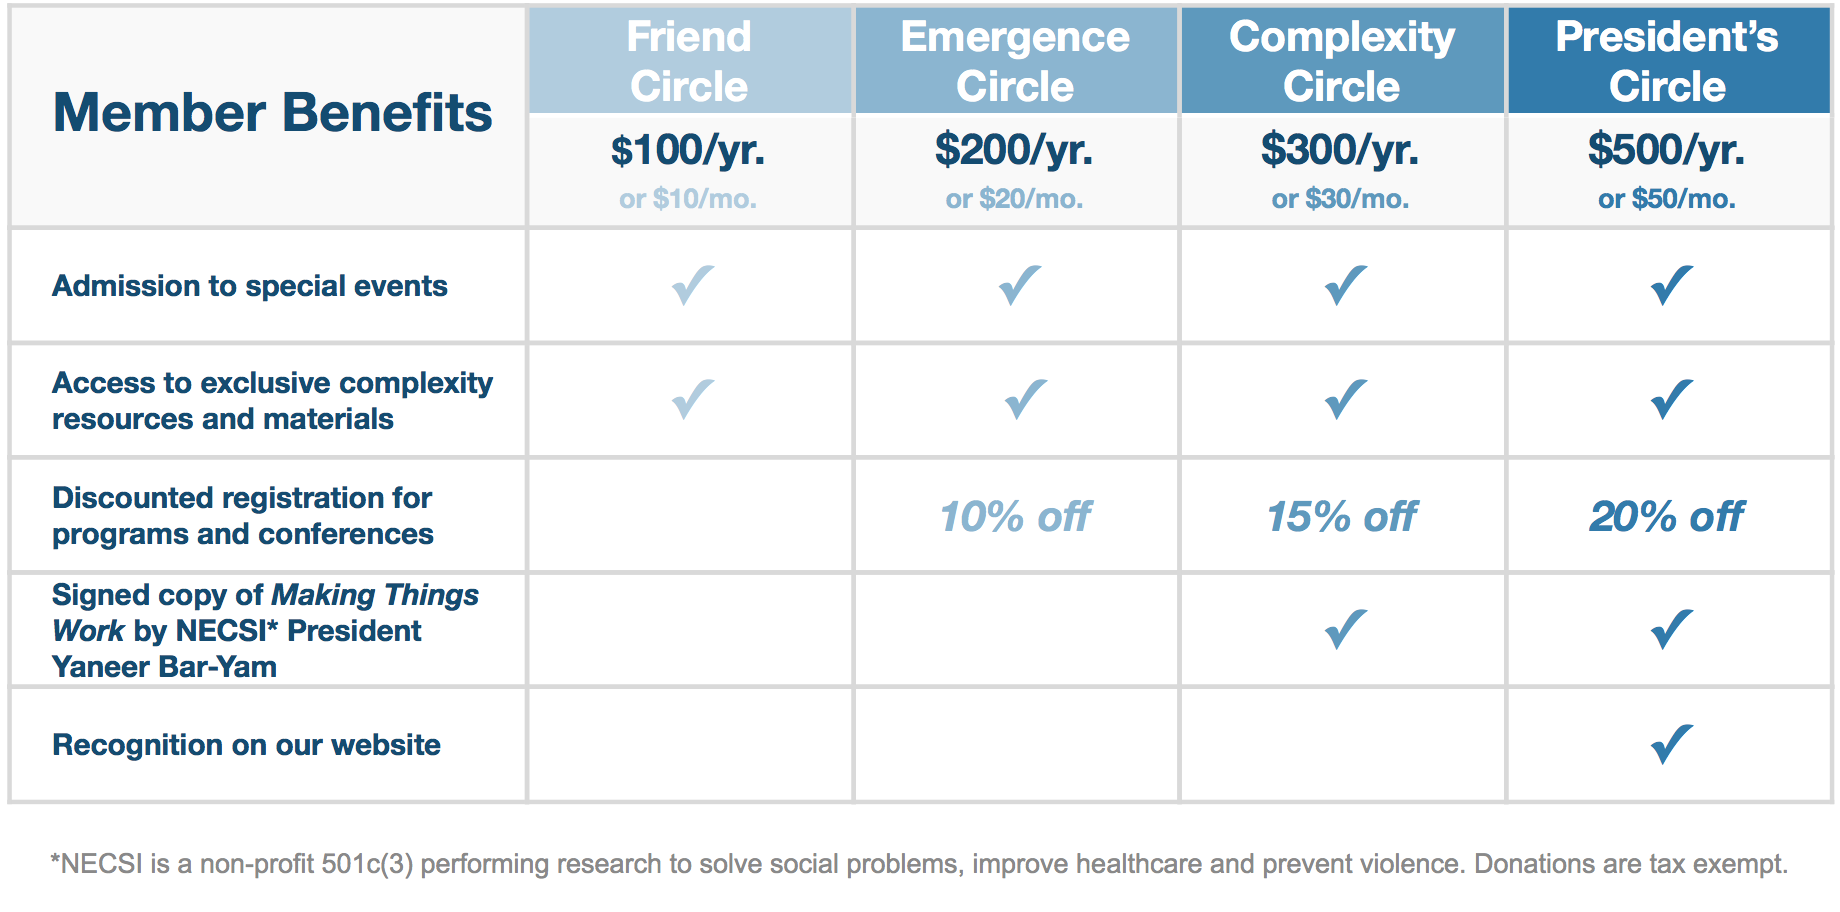 Member Benefits
Friend
Circle
$100/yr.
or $10/mo.
Emergence
Circle
$200/yr.
or $20/mo.
Complexity
Circle
$300/yr.
or $30/mo.
President’s
Circle
$500/yr.
or $50/mo.
Admission to special events
Access to exclusive complexity
resources and materials
Discounted registration for
programs and conferences
10% off
15% off
20% off
Signed copy of Making Things
Work by NECSI* President
Yaneer Bar-Yam
Recognition on our website
*NECSI is a non-profit 501c(3) performing research to solve social problems, improve healthcare and prevent violence. Donations are tax exempt.